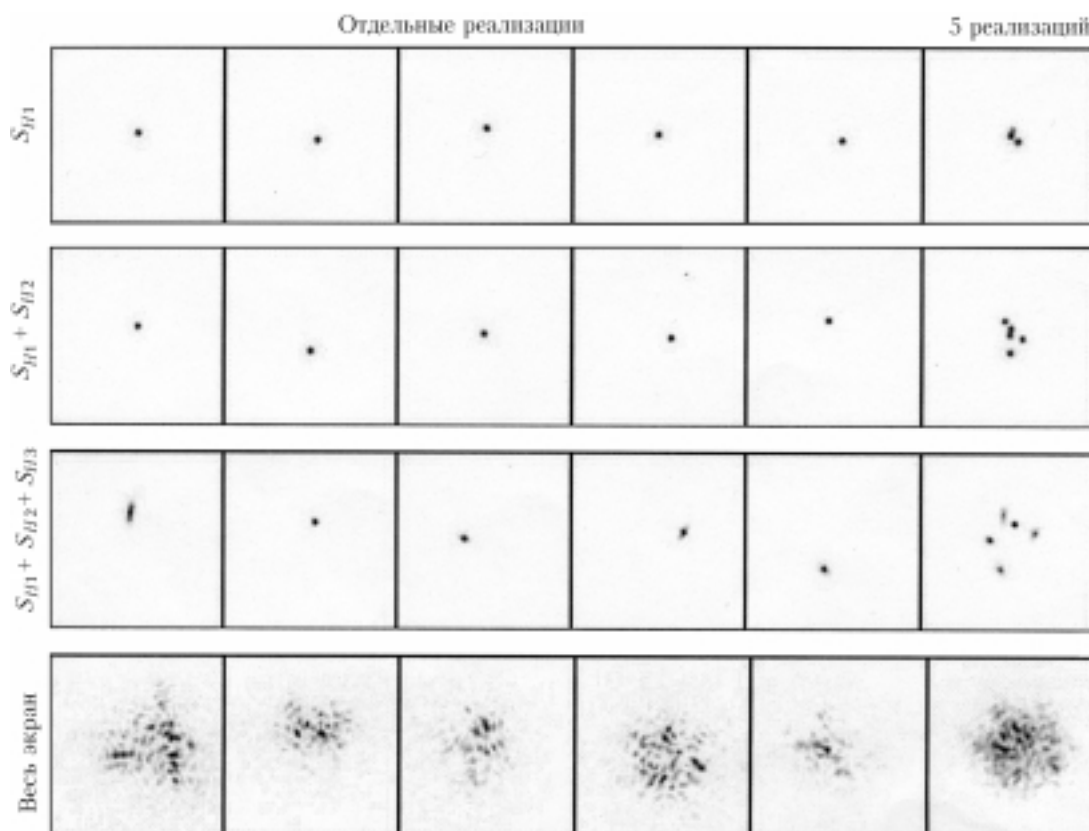 Отдельные реализации
5 реализаций
S_{H1}
S_{H1} + S_{H2}
S_{H1} + S_{H2} + S_{H3}
Весь экран